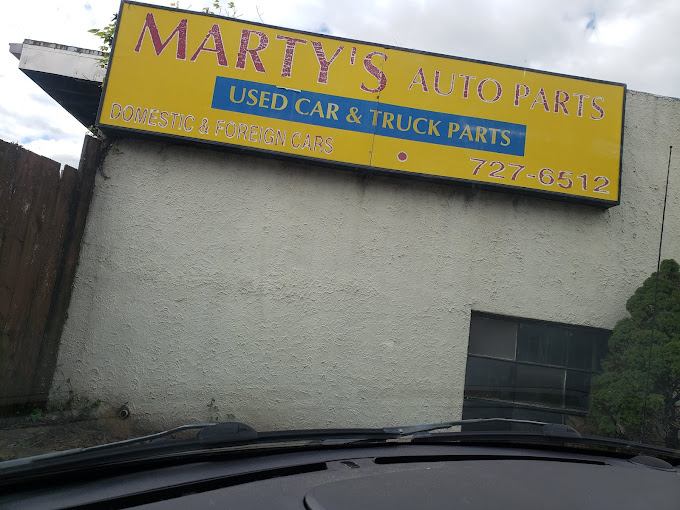 MARTY'S AUTO PARTS
USED CAR & TRUCK PARTS
DOMESTIC & FOREIGN CARS • 727-6512